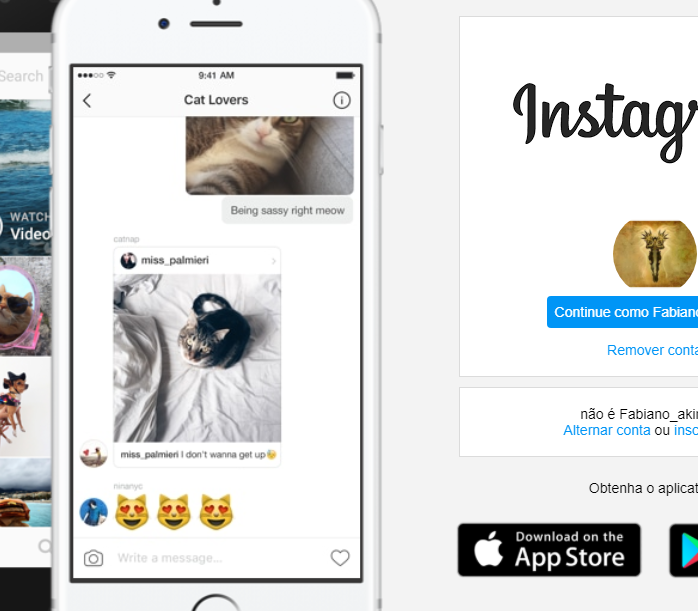 Search
WATCH
Video
9:41 AM
Cat Lovers
Being sassy right meow
catnap
miss_palmieri
miss_palmieri I don't wanna get up
ninanyc
Write a message...
Instag
Continue como Fabiano
Remover conta
não é Fabiano_akir
Alternar conta ou insc
Obtenha o aplicat
Download on the
App Store